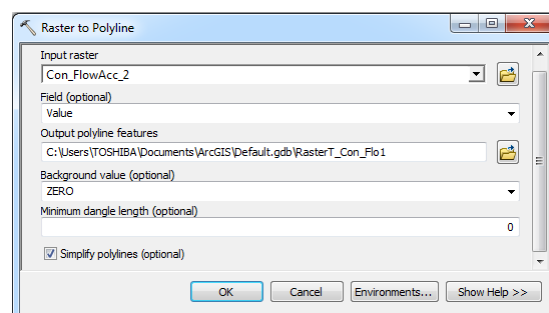 Raster to Polyline
Input raster
Con_FlowAcc_2
Field (optional)
Value
Output polyline features
C:\Users\TOSHIBA\Documents\ArcGIS\Default.gdb\RasterT_Con_Flo1
Background value (optional)
ZERO
Minimum dangle length (optional)
0
Simplify polylines (optional)
OK Cancel Environments... Show Help >>